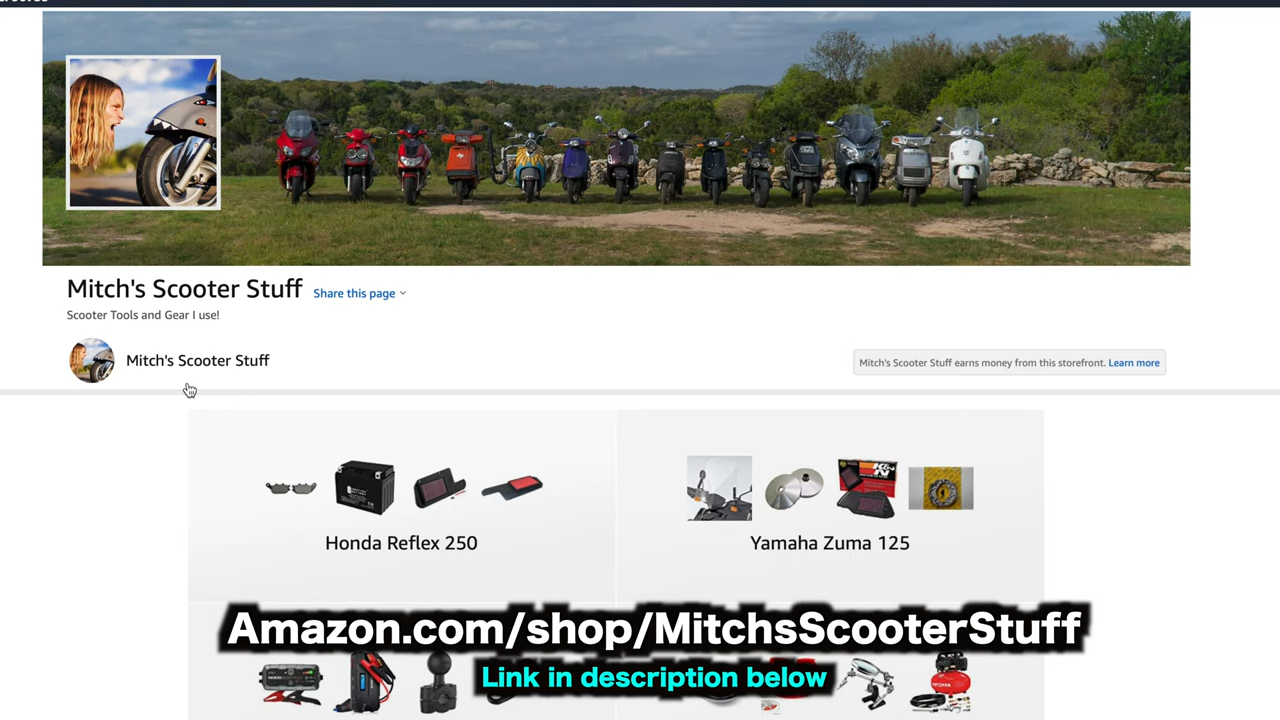 Mitch's Scooter Stuff
Share this page
Scooter Tools and Gear I use!
Mitch's Scooter Stuff
Mitch's Scooter Stuff earns money from this storefront. Learn more
K&N
Honda Reflex 250
Yamaha Zuma 125
Amazon.com/shop/MitchsScooterStuff
Link in description below